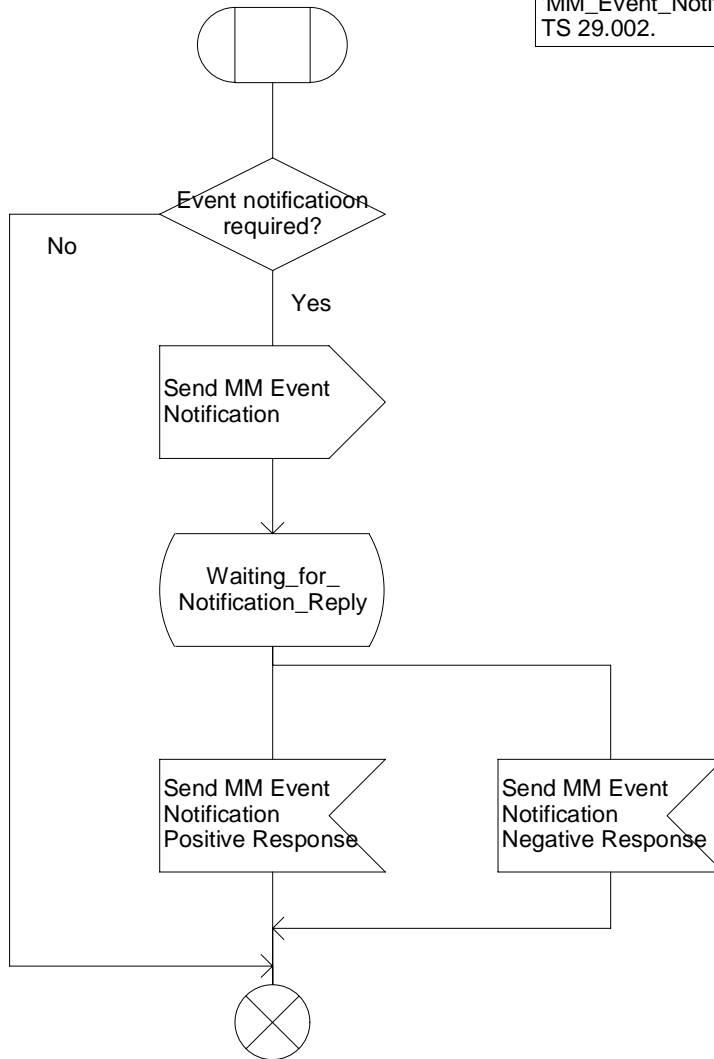 TS 29.002.
Event notificatioon
required?
No
Yes
Send MM Event
Notification
Waiting_for_
Notification_Reply
Send MM Event
Notification
Positive Response
Send MM Event
Notification
Negative Response